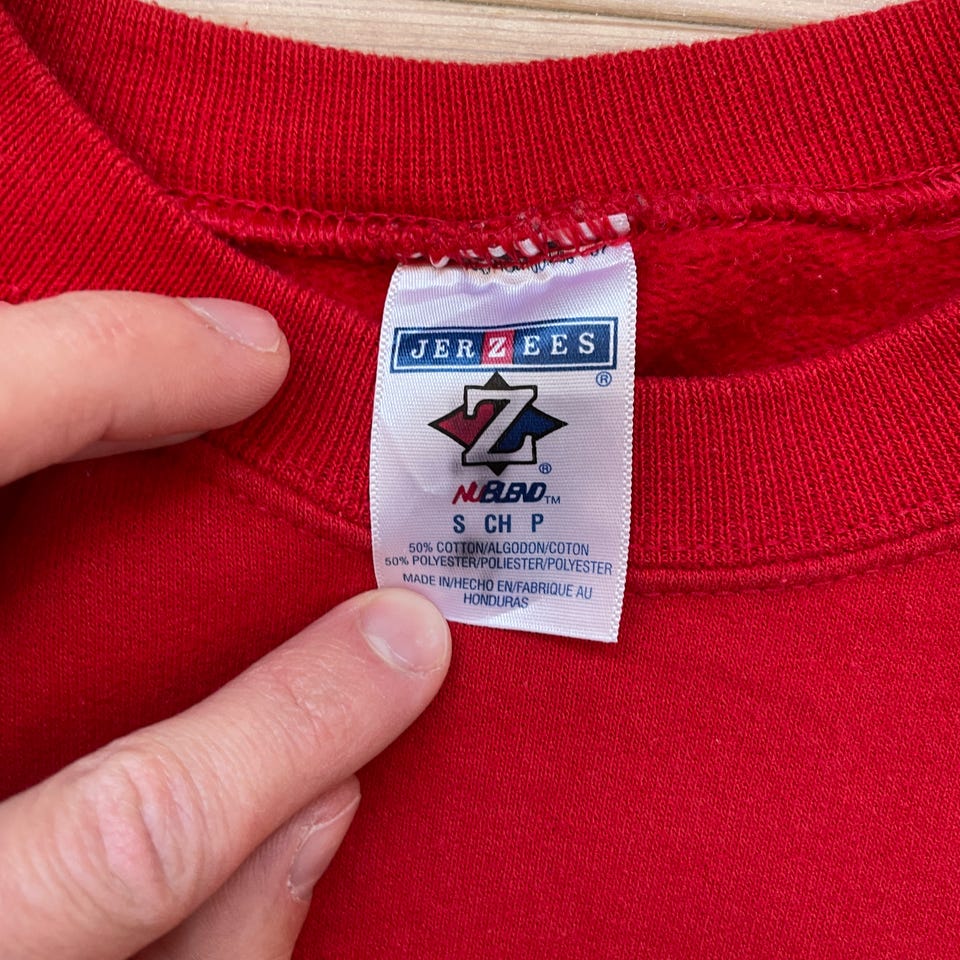 JERZEES
®
Z
®
NUBLEND™
S CH P
50% COTTON/ALGODON/COTON
50% POLYESTER/POLIESTER/POLYESTER
MADE IN/HECHO EN/FABRIQUE AU
HONDURAS